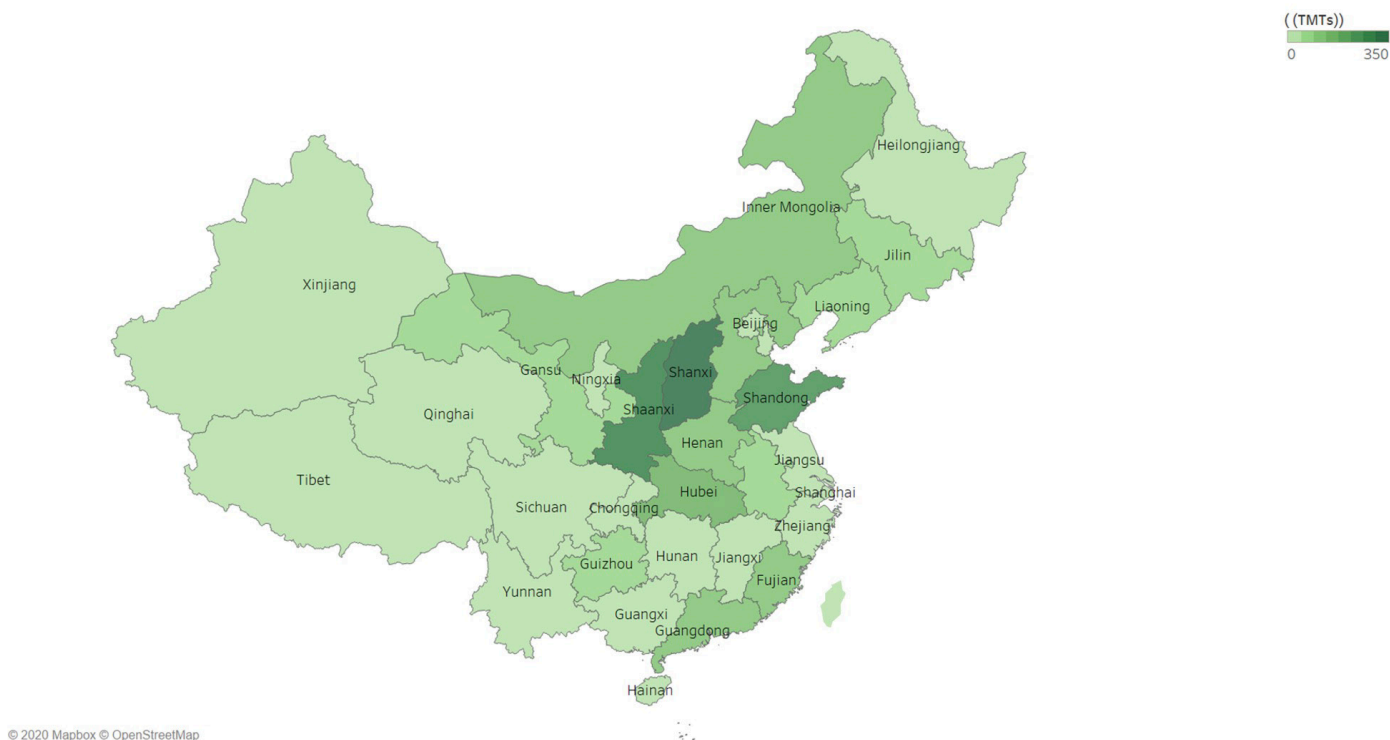 ((TMTs))
0 350
Heilongjiang
Inner Mongolia
Jilin
Xinjiang
Liaoning
Beijing
Gansu
Ningxia
Shanxi
Shandong
Shaanxi
Qinghai
Henan
Jiangsu
Tibet
Hubei
Shanghai
Sichuan
Chongqing
Zhejiang
Hunan
Jiangxi
Guizhou
Fujian
Yunnan
Guangxi
Guangdong
Hainan
© 2020 Mapbox © OpenStreetMap